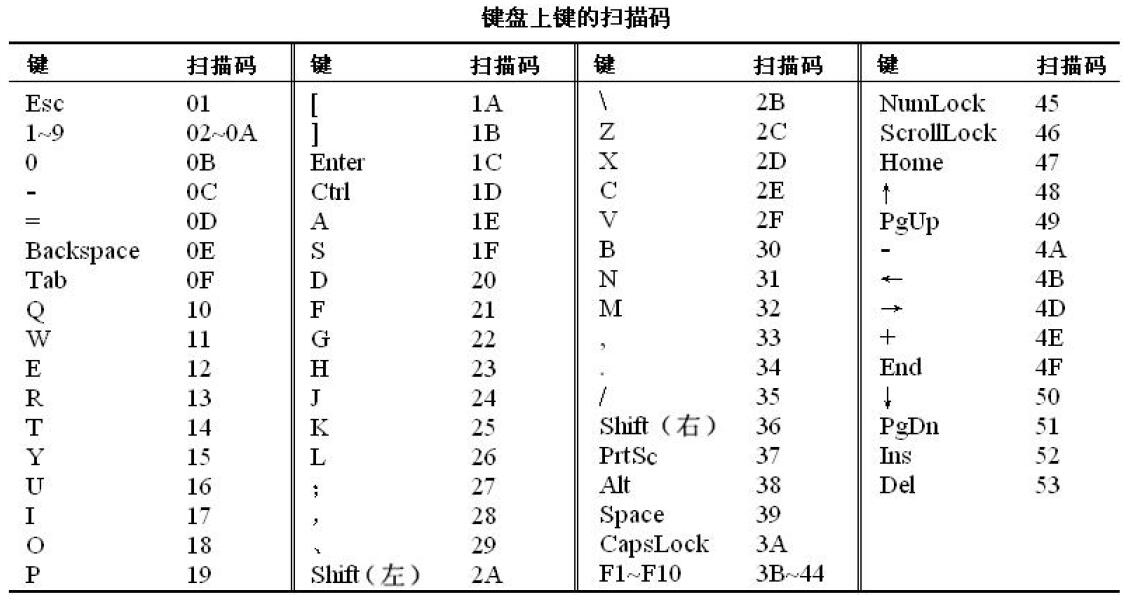 键盘上键的扫描码
键 扫描码 键 扫描码 键 扫描码 键 扫描码
Esc 01 [ 1A \ 2B NumLock 45
1~9 02~0A ] 1B Z 2C ScrollLock 46
0 0B Enter 1C X 2D Home 47
- 0C Ctrl 1D C 2E ↑ 48
= 0D A 1E V 2F PgUp 49
Backspace 0E S 1F B 30 - 4A
Tab 0F D 20 N 31 ← 4B
Q 10 F 21 M 32 → 4D
W 11 G 22 , 33 + 4E
E 12 H 23 . 34 End 4F
R 13 J 24 / 35 ↓ 50
T 14 K 25 Shift（右） 36 PgDn 51
Y 15 L 26 PrtSc 37 Ins 52
U 16 ； 27 Alt 38 Del 53
I 17 ， 28 Space 39
O 18 、 29 CapsLock 3A
P 19 Shift（左） 2A F1~F10 3B~44